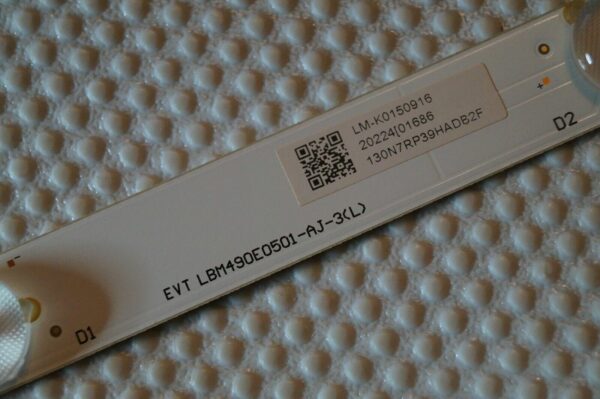 LM-K0150916
20224[01686
130N7RP39HADB2F
D2
EVT LBM490E0501-AJ-3(L)
D1